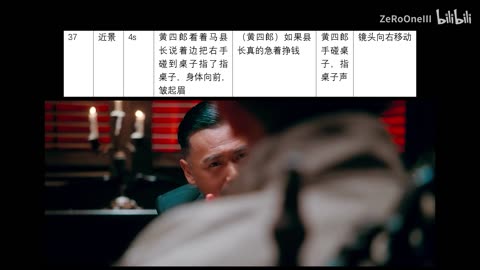 ZeRoOneIII bilibili
37
近景
4s
黄四郎看着马县
长说着边把右手
碰到桌子指了指
桌子，身体向前，
皱起眉
（黄四郎）如果县
长真的急着挣钱
黄四郎
手碰桌
子，指
桌子声
镜头向右移动